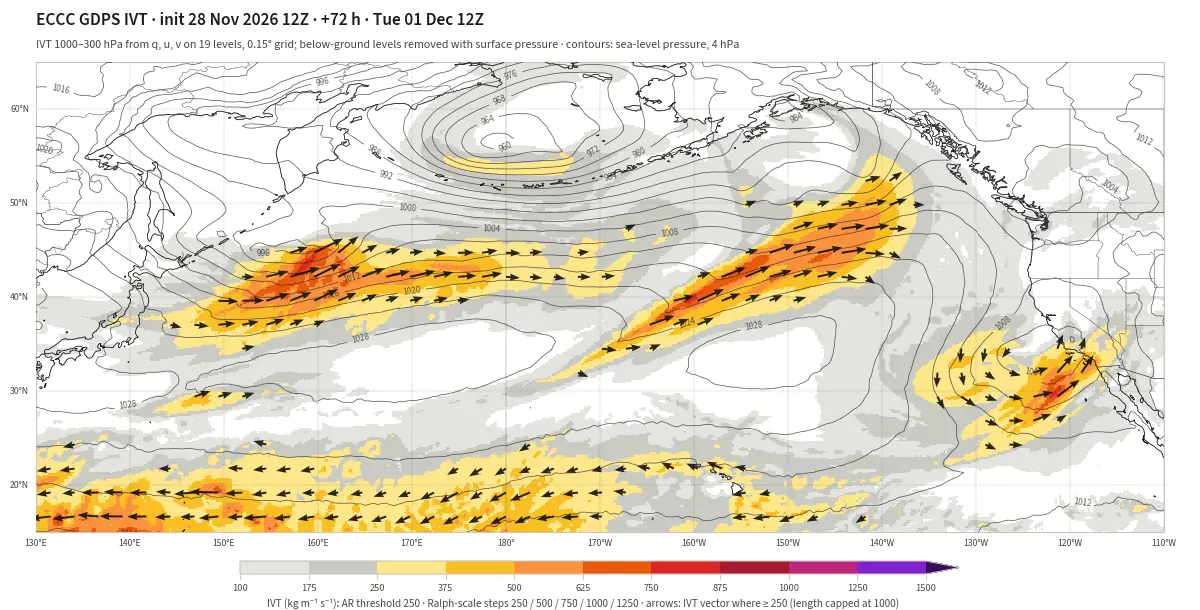 ECCC GDPS IVT · init 28 Nov 2026 12Z · +72 h · Tue 01 Dec 12Z
IVT 1000–300 hPa from q, u, v on 19 levels, 0.15° grid; below-ground levels removed with surface pressure · contours: sea-level pressure, 4 hPa
976
996
1016
1008
1012
968
60°N
964
984
1012
1020
988
960
972
980
1004
992
50°N
1000
1004
1008
996
1012
40°N
1020
1024
1028
1008
1028
30°N
1028
20°N
1012
130°E 140°E 150°E 160°E 170°E 180° 170°W 160°W 150°W 140°W 130°W 120°W 110°W
100 175 250 375 500 625 750 875 1000 1250 1500
IVT (kg m⁻¹ s⁻¹): AR threshold 250 · Ralph-scale steps 250 / 500 / 750 / 1000 / 1250 · arrows: IVT vector where ≥ 250 (length capped at 1000)